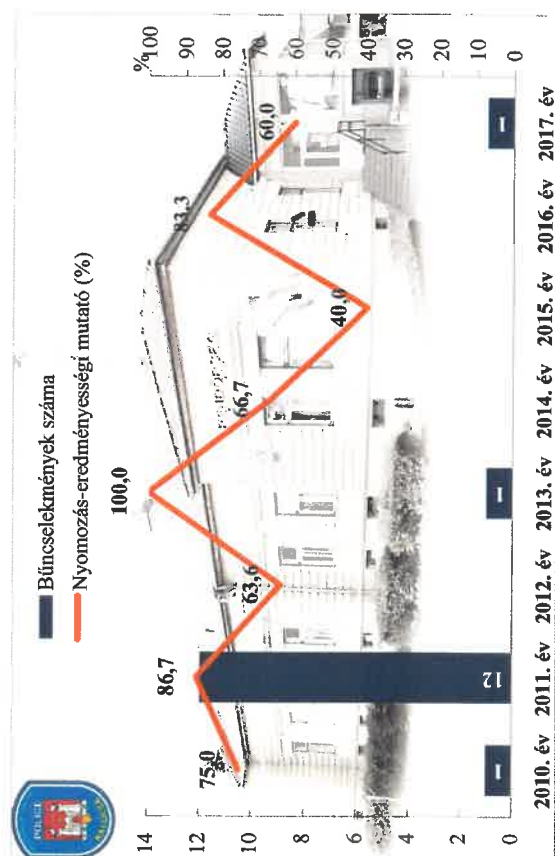 POLICE
Bűncselekmények száma
Nyomozás-eredményességi mutató (%)
%
14
12
10
8
6
4
2
0
100
90
80
70
60
50
40
30
20
10
0
75,0
86,7
63,6
100,0
66,7
40,0
83,3
60,0
1
12
1
1
2010. év
2011. év
2012. év
2013. év
2014. év
2015. év
2016. év
2017. év